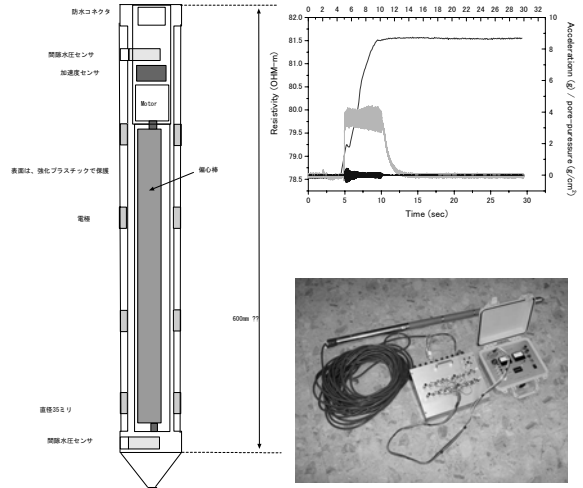 防水コネクタ
間隙水圧センサ
加速度センサ
Motor
表面は、強化プラスチックで保護
偏心棒
電極
600mm ??
直径35ミリ
間隙水圧センサ
0 2 4 6 8 10 12 14 16 18 20 22 24 26 28 30 32
82.0
81.5
81.0
80.5
80.0
79.5
79.0
78.5
Resistivity (OHM-m)
10
8
6
4
2
0
Accelerationn (g) / pore-puressure (g/cm²)
0 5 10 15 20 25 30
Time (sec)